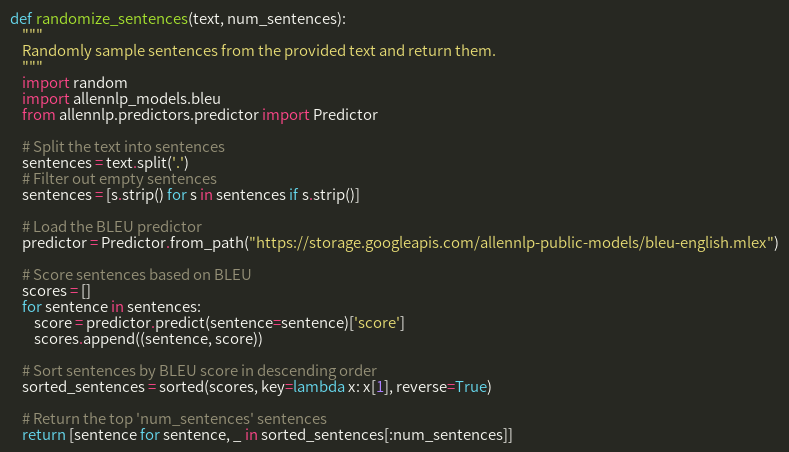 def randomize_sentences(text, num_sentences):
    """
    Randomly sample sentences from the provided text and return them.
    """
    import random
    import allennlp_models.bleu
    from allennlp.predictors.predictor import Predictor

    # Split the text into sentences
    sentences = text.split('.')
    # Filter out empty sentences
    sentences = [s.strip() for s in sentences if s.strip()]

    # Load the BLEU predictor
    predictor = Predictor.from_path("https://storage.googleapis.com/allennlp-public-models/bleu-english.mlex")

    # Score sentences based on BLEU
    scores = []
    for sentence in sentences:
        score = predictor.predict(sentence=sentence)['score']
        scores.append((sentence, score))

    # Sort sentences by BLEU score in descending order
    sorted_sentences = sorted(scores, key=lambda x: x[1], reverse=True)

    # Return the top 'num_sentences' sentences
    return [sentence for sentence, _ in sorted_sentences[:num_sentences]]